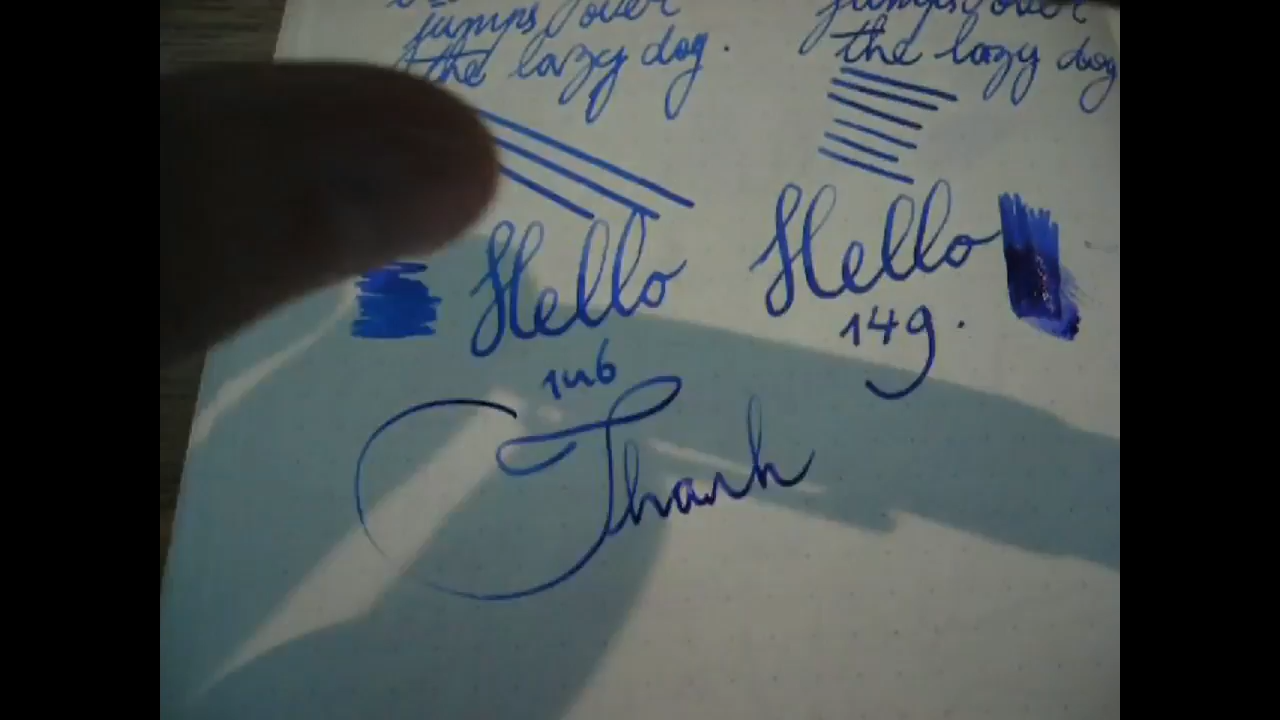 jumps over
the lazy dog.
jumps over
the lazy dog
Hello
146
Hello
149.
Thanh